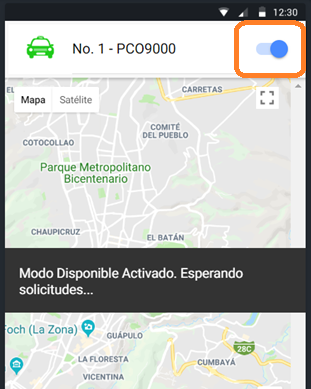 12:30
No. 1 - PCO9000
Mapa Satélite
CARRETAS
COMITÉ
DEL PUEBLO
COTOCOLLAO
Parque Metropolitano
Bicentenario
CHAUPICRUZ
EL BATÁN
Modo Disponible Activado. Esperando
solicitudes...
Foch (La Zona)
GUÁPULO
28C
LA FLORESTA
CUMBAYÁ
VICENTINA